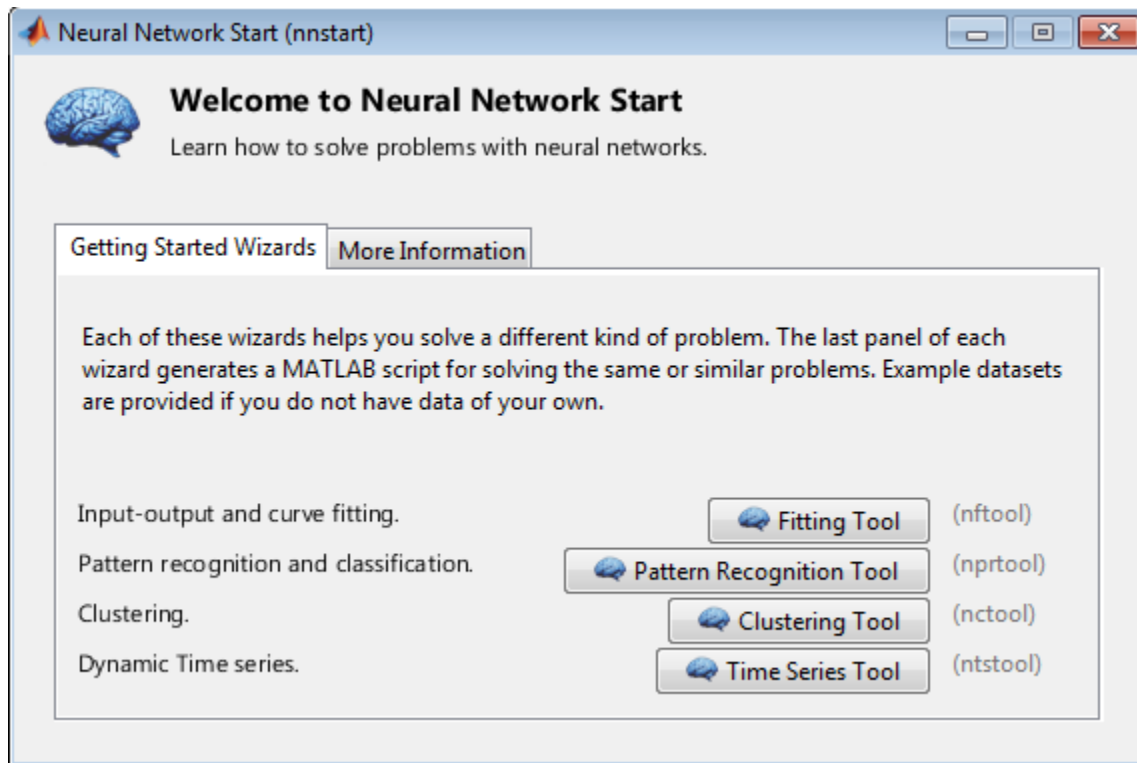 Neural Network Start (nnstart)
Welcome to Neural Network Start
Learn how to solve problems with neural networks.
Getting Started Wizards
More Information
Each of these wizards helps you solve a different kind of problem. The last panel of each
wizard generates a MATLAB script for solving the same or similar problems. Example datasets
are provided if you do not have data of your own.
Input-output and curve fitting. Fitting Tool (nftool)
Pattern recognition and classification. Pattern Recognition Tool (nprtool)
Clustering. Clustering Tool (nctool)
Dynamic Time series. Time Series Tool (ntstool)